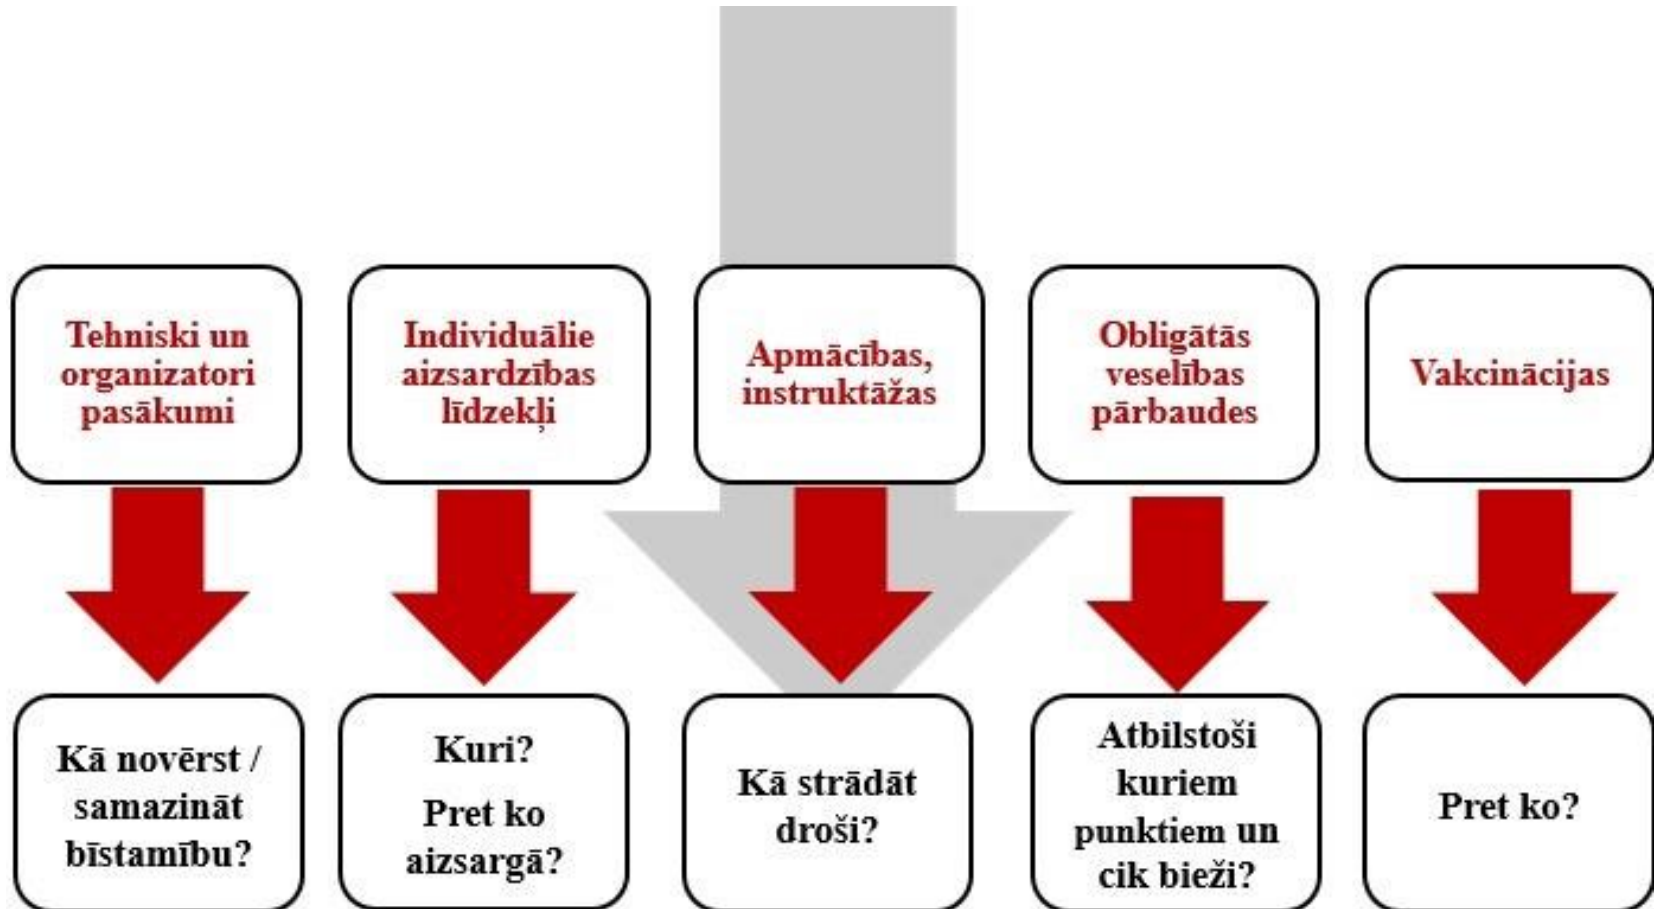 Tehniski un
organizatori
pasākumi
Individuālie
aizsardzības
līdzekļi
Apmācības,
instruktāžas
Obligātās
veselības
pārbaudes
Vakcinācijas
Kā novērst /
samazināt
bīstamību?
Kuri?
Pret ko
aizsargā?
Kā strādāt
droši?
Atbilstoši
kuriem
punktiem un
cik bieži?
Pret ko?